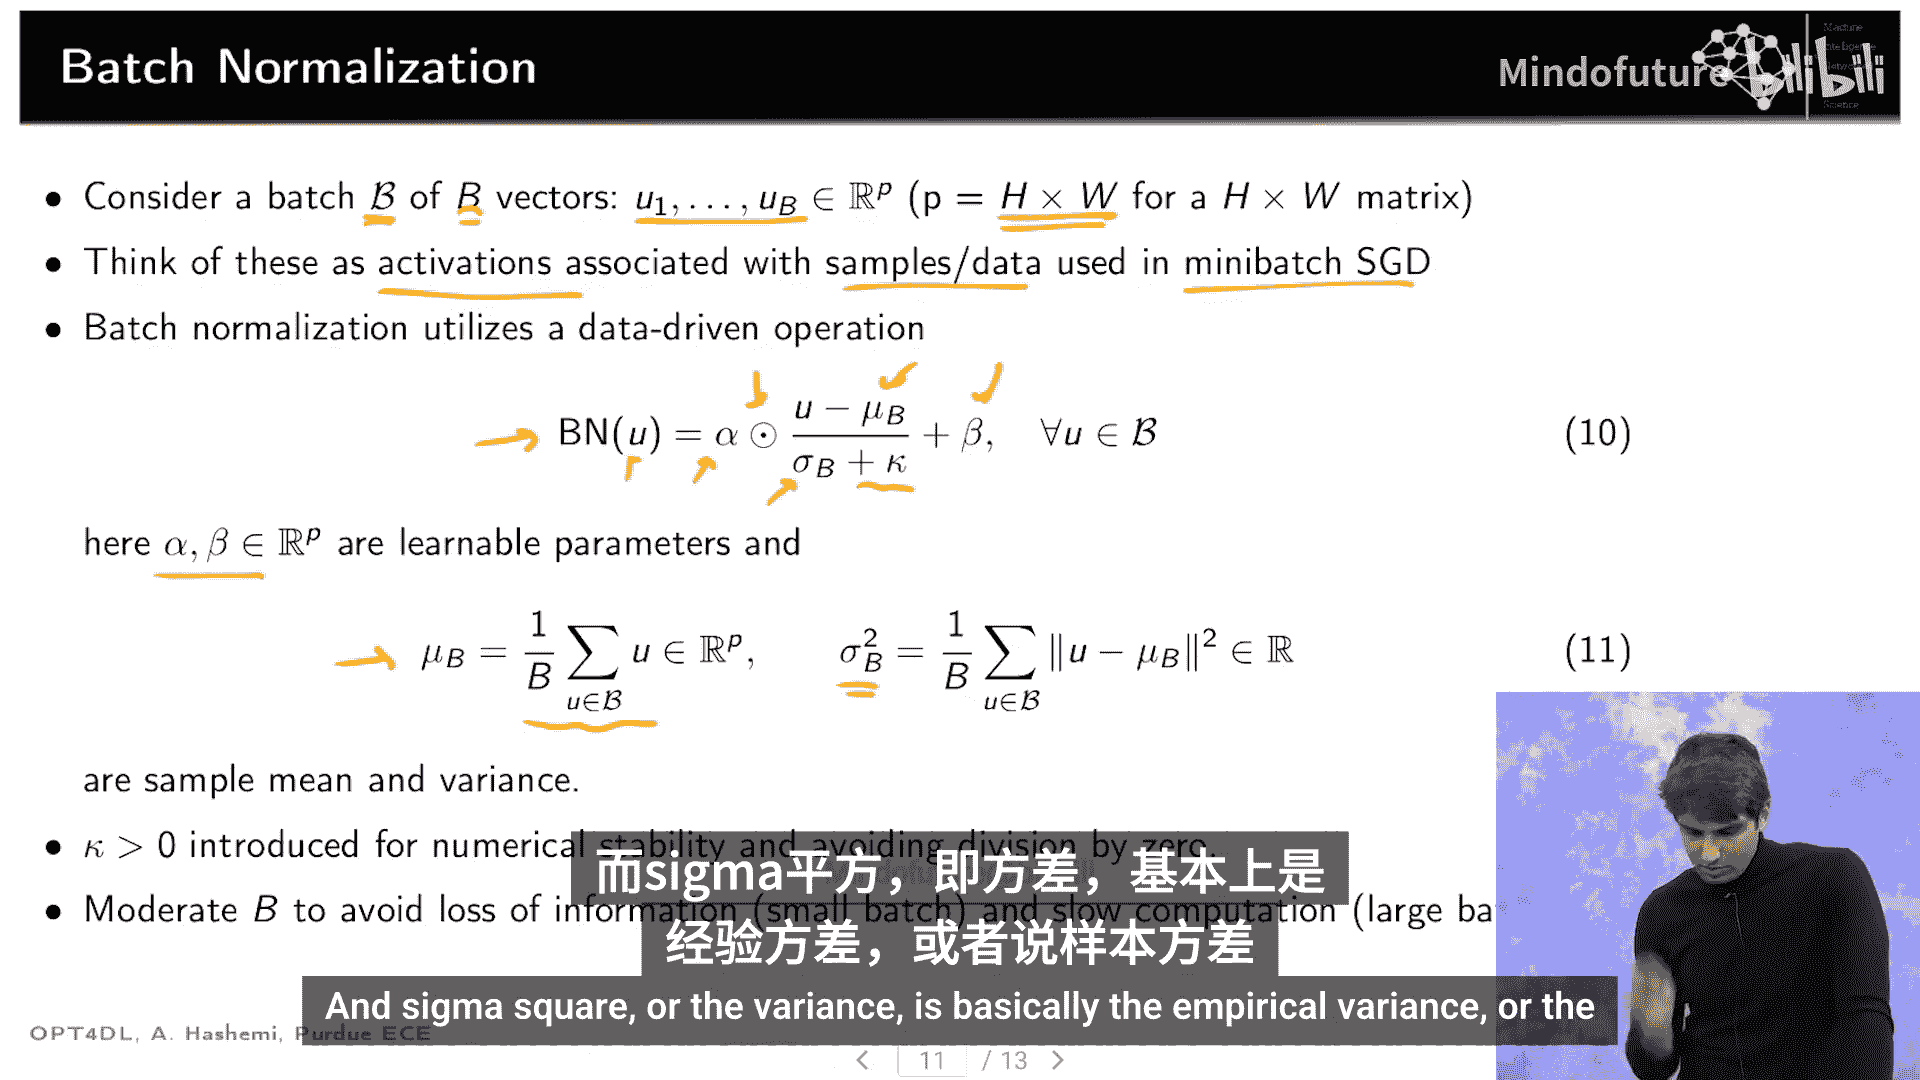 Batch Normalization
Mindofuture
bilibili
Machine
Intelligence
Science
• Consider a batch ℬ of B vectors: u₁, . . . , u_B ∈ ℝᵖ (p = H × W for a H × W matrix)
• Think of these as activations associated with samples/data used in minibatch SGD
• Batch normalization utilizes a data-driven operation
BN(u) = α ⊙ (u − μ_B) / (σ_B + κ) + β, ∀u ∈ ℬ (10)
here α, β ∈ ℝᵖ are learnable parameters and
μ_B = 1/B ∑_{u∈ℬ} u ∈ ℝᵖ, σ²_B = 1/B ∑_{u∈ℬ} ‖u − μ_B‖² ∈ ℝ (11)
are sample mean and variance.
• κ > 0 introduced for numerical stability and avoiding division by zero
• Moderate B to avoid loss of information (small batch) and slow computation (large ba
而sigma平方，即方差，基本上是
经验方差，或者说样本方差
And sigma square, or the variance, is basically the empirical variance, or the
OPT4DL, A. Hashemi, Purdue ECE
11 / 13